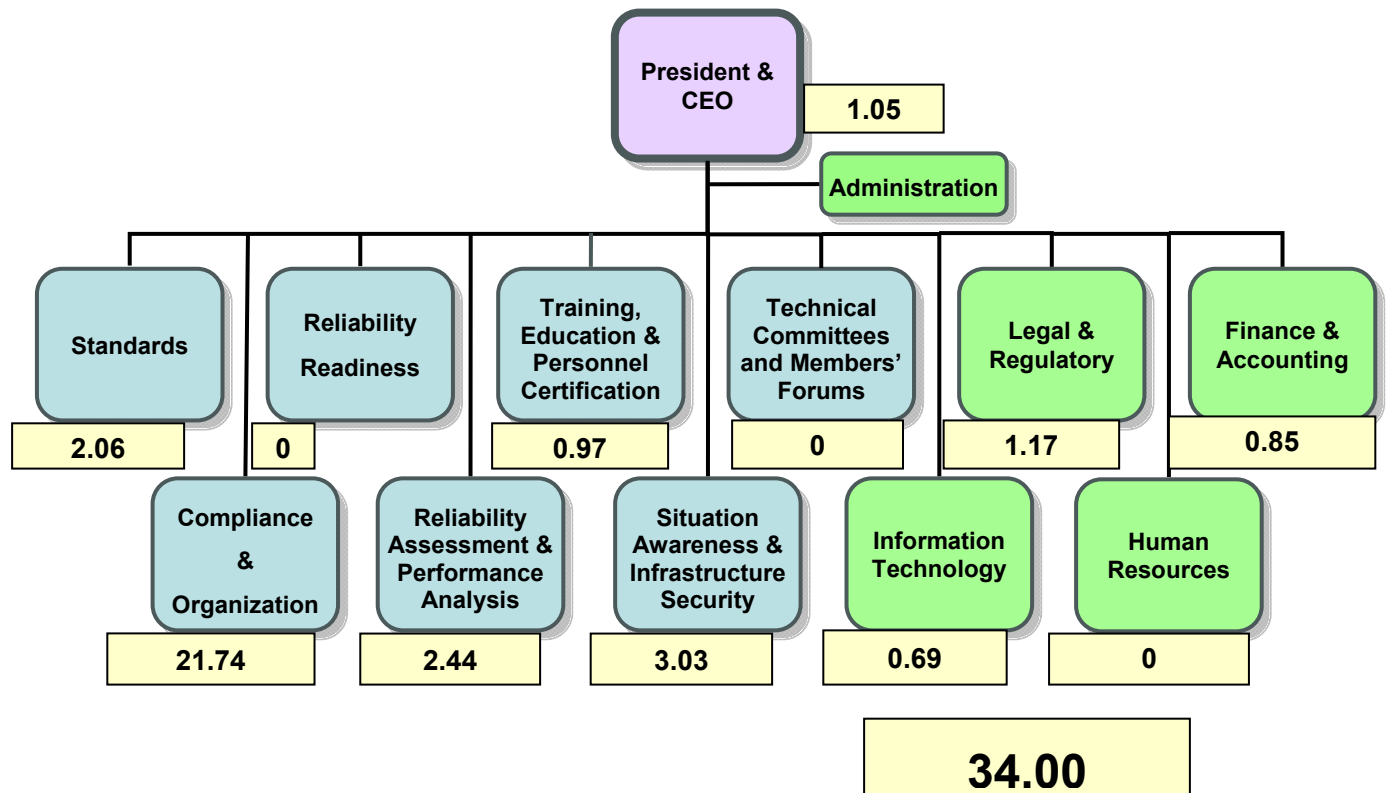 President &
CEO
1.05
Administration
Standards
2.06
Reliability
Readiness
0
Training,
Education &
Personnel
Certification
0.97
Technical
Committees
and Members’
Forums
0
Legal &
Regulatory
1.17
Finance &
Accounting
0.85
Compliance
&
Organization
21.74
Reliability
Assessment &
Performance
Analysis
2.44
Situation
Awareness &
Infrastructure
Security
3.03
Information
Technology
0.69
Human
Resources
0
34.00